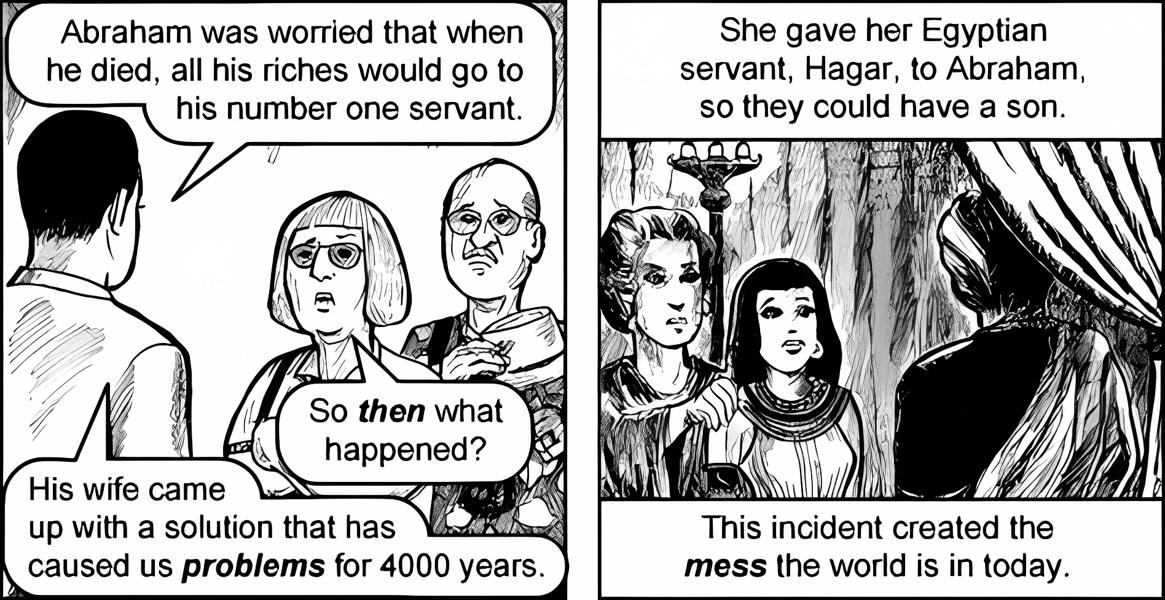 Abraham was worried that when
he died, all his riches would go to
his number one servant.
So then what
happened?
His wife came
up with a solution that has
caused us problems for 4000 years.
She gave her Egyptian
servant, Hagar, to Abraham,
so they could have a son.
This incident created the
mess the world is in today.